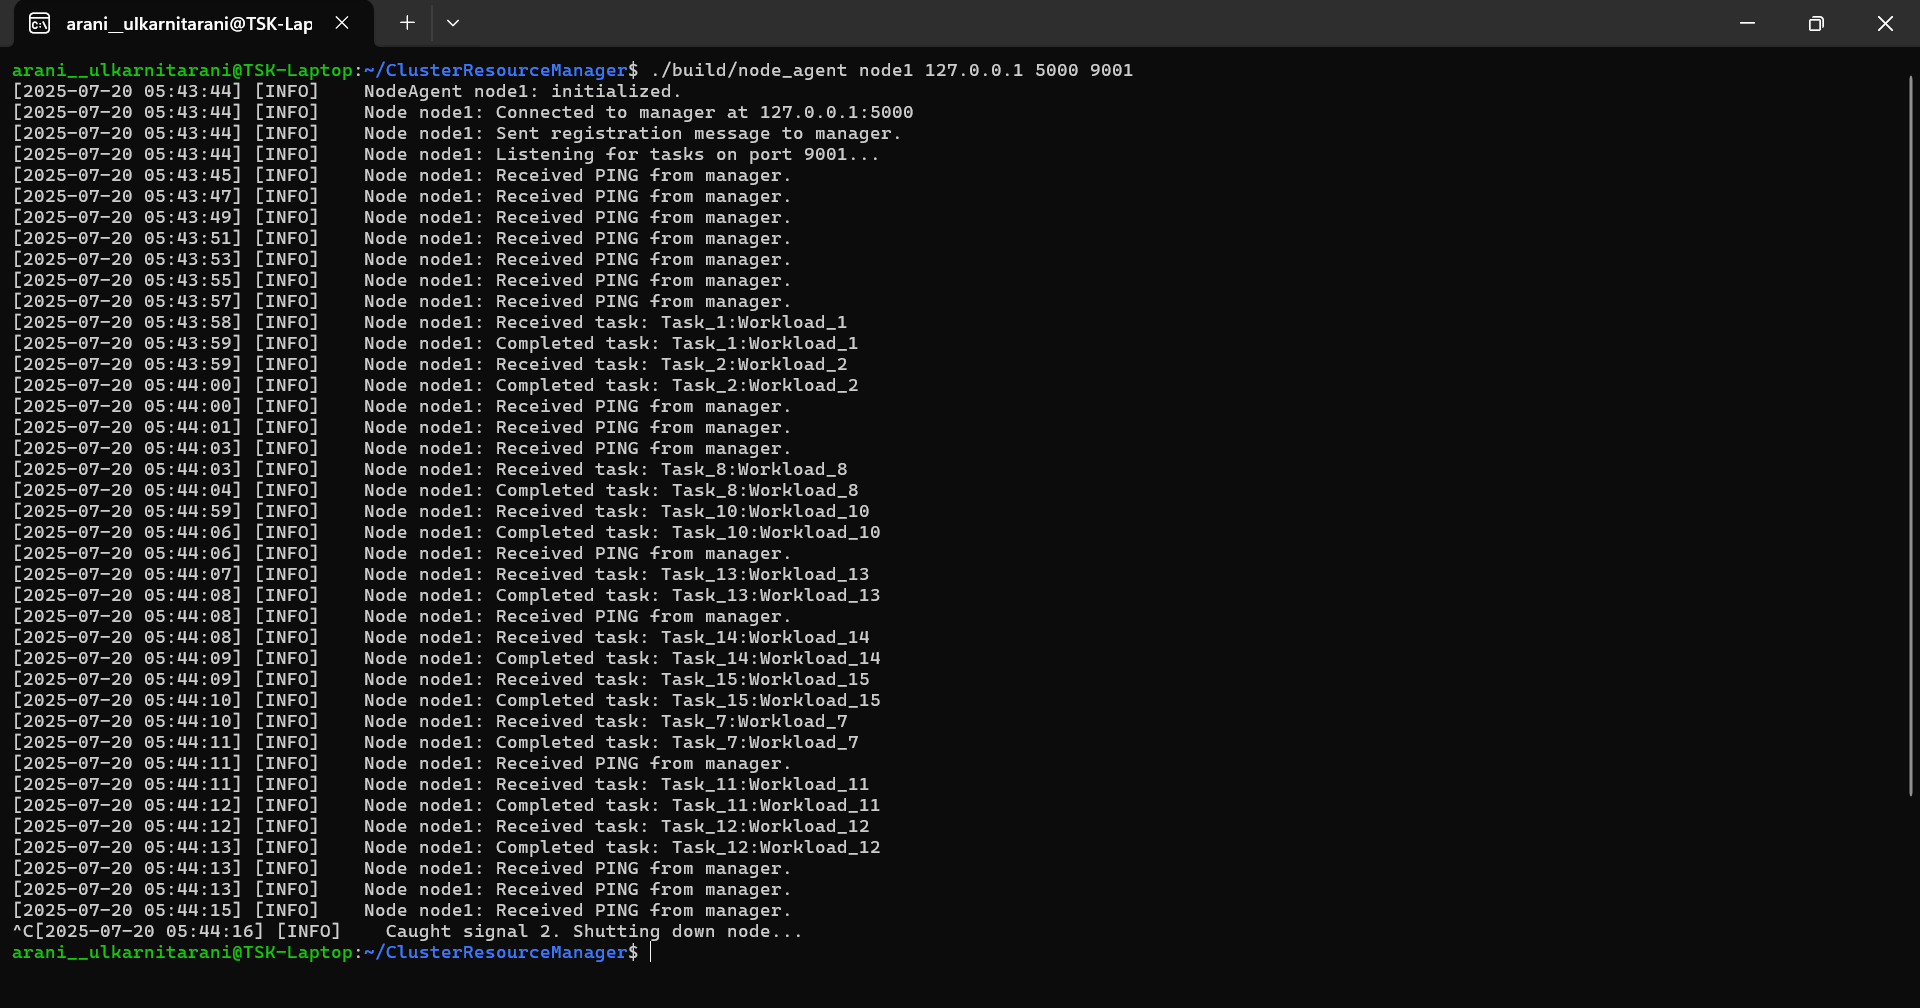 arani__ulkarnitarani@TSK-Lap
arani__ulkarnitarani@TSK-Laptop:~/ClusterResourceManager$ ./build/node_agent node1 127.0.0.1 5000 9001
[2025-07-20 05:43:44] [INFO]    NodeAgent node1: initialized.
[2025-07-20 05:43:44] [INFO]    Node node1: Connected to manager at 127.0.0.1:5000
[2025-07-20 05:43:44] [INFO]    Node node1: Sent registration message to manager.
[2025-07-20 05:43:44] [INFO]    Node node1: Listening for tasks on port 9001...
[2025-07-20 05:43:45] [INFO]    Node node1: Received PING from manager.
[2025-07-20 05:43:47] [INFO]    Node node1: Received PING from manager.
[2025-07-20 05:43:49] [INFO]    Node node1: Received PING from manager.
[2025-07-20 05:43:51] [INFO]    Node node1: Received PING from manager.
[2025-07-20 05:43:53] [INFO]    Node node1: Received PING from manager.
[2025-07-20 05:43:55] [INFO]    Node node1: Received PING from manager.
[2025-07-20 05:43:57] [INFO]    Node node1: Received PING from manager.
[2025-07-20 05:43:58] [INFO]    Node node1: Received task: Task_1:Workload_1
[2025-07-20 05:43:59] [INFO]    Node node1: Completed task: Task_1:Workload_1
[2025-07-20 05:43:59] [INFO]    Node node1: Received task: Task_2:Workload_2
[2025-07-20 05:44:00] [INFO]    Node node1: Completed task: Task_2:Workload_2
[2025-07-20 05:44:00] [INFO]    Node node1: Received PING from manager.
[2025-07-20 05:44:01] [INFO]    Node node1: Received PING from manager.
[2025-07-20 05:44:03] [INFO]    Node node1: Received PING from manager.
[2025-07-20 05:44:03] [INFO]    Node node1: Received task: Task_8:Workload_8
[2025-07-20 05:44:04] [INFO]    Node node1: Completed task: Task_8:Workload_8
[2025-07-20 05:44:59] [INFO]    Node node1: Received task: Task_10:Workload_10
[2025-07-20 05:44:06] [INFO]    Node node1: Completed task: Task_10:Workload_10
[2025-07-20 05:44:06] [INFO]    Node node1: Received PING from manager.
[2025-07-20 05:44:07] [INFO]    Node node1: Received task: Task_13:Workload_13
[2025-07-20 05:44:08] [INFO]    Node node1: Completed task: Task_13:Workload_13
[2025-07-20 05:44:08] [INFO]    Node node1: Received PING from manager.
[2025-07-20 05:44:08] [INFO]    Node node1: Received task: Task_14:Workload_14
[2025-07-20 05:44:09] [INFO]    Node node1: Completed task: Task_14:Workload_14
[2025-07-20 05:44:09] [INFO]    Node node1: Received task: Task_15:Workload_15
[2025-07-20 05:44:10] [INFO]    Node node1: Completed task: Task_15:Workload_15
[2025-07-20 05:44:10] [INFO]    Node node1: Received task: Task_7:Workload_7
[2025-07-20 05:44:11] [INFO]    Node node1: Completed task: Task_7:Workload_7
[2025-07-20 05:44:11] [INFO]    Node node1: Received PING from manager.
[2025-07-20 05:44:11] [INFO]    Node node1: Received task: Task_11:Workload_11
[2025-07-20 05:44:12] [INFO]    Node node1: Completed task: Task_11:Workload_11
[2025-07-20 05:44:12] [INFO]    Node node1: Received task: Task_12:Workload_12
[2025-07-20 05:44:13] [INFO]    Node node1: Completed task: Task_12:Workload_12
[2025-07-20 05:44:13] [INFO]    Node node1: Received PING from manager.
[2025-07-20 05:44:13] [INFO]    Node node1: Received PING from manager.
[2025-07-20 05:44:15] [INFO]    Node node1: Received PING from manager.
^C[2025-07-20 05:44:16] [INFO]    Caught signal 2. Shutting down node...
arani__ulkarnitarani@TSK-Laptop:~/ClusterResourceManager$